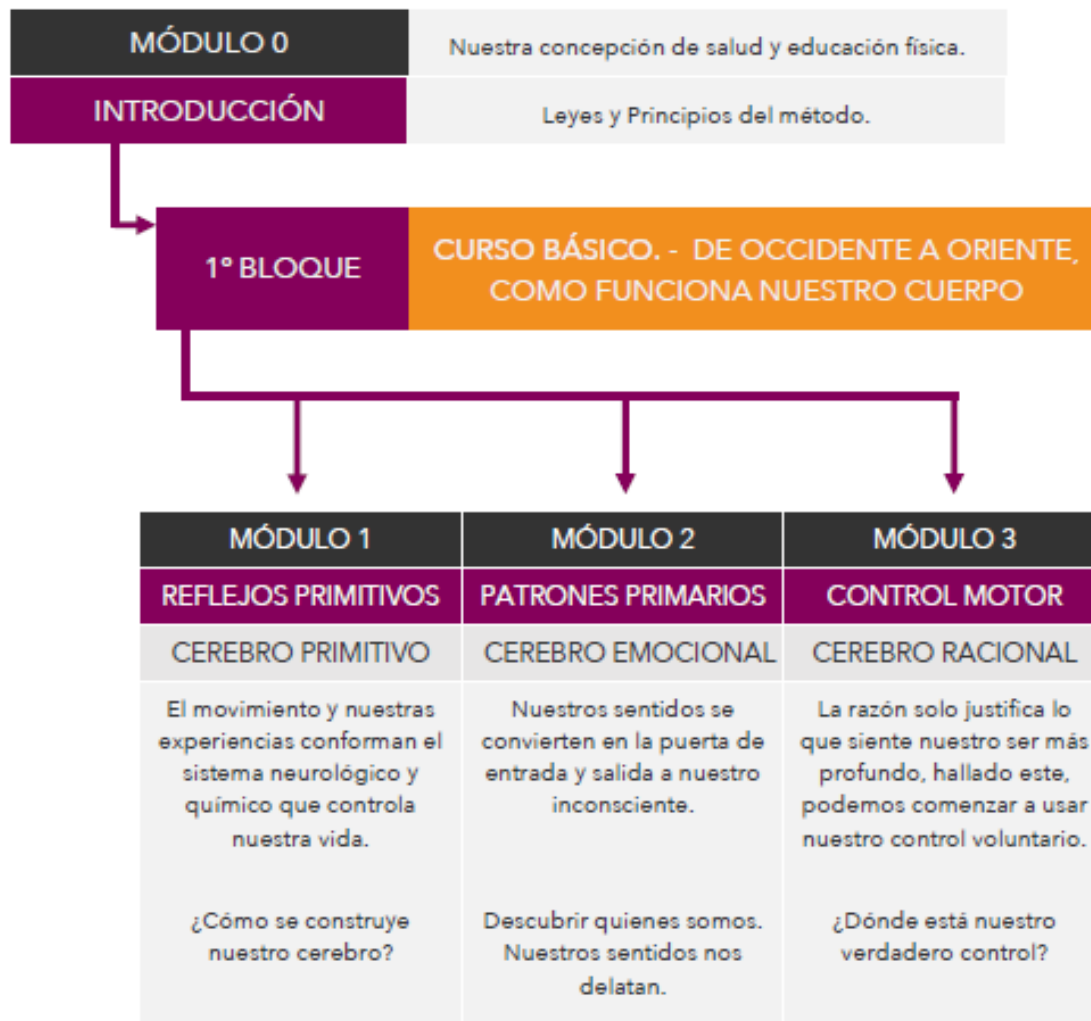 MÓDULO 0
Nuestra concepción de salud y educación física.
INTRODUCCIÓN
Leyes y Principios del método.
1º BLOQUE
CURSO BÁSICO. - DE OCCIDENTE A ORIENTE,
COMO FUNCIONA NUESTRO CUERPO
MÓDULO 1
REFLEJOS PRIMITIVOS
CEREBRO PRIMITIVO
El movimiento y nuestras
experiencias conforman el
sistema neurológico y
químico que controla
nuestra vida.
¿Cómo se construye
nuestro cerebro?
MÓDULO 2
PATRONES PRIMARIOS
CEREBRO EMOCIONAL
Nuestros sentidos se
convierten en la puerta de
entrada y salida a nuestro
inconsciente.
Descubrir quienes somos.
Nuestros sentidos nos
delatan.
MÓDULO 3
CONTROL MOTOR
CEREBRO RACIONAL
La razón solo justifica lo
que siente nuestro ser más
profundo, hallado este,
podemos comenzar a usar
nuestro control voluntario.
¿Dónde está nuestro
verdadero control?